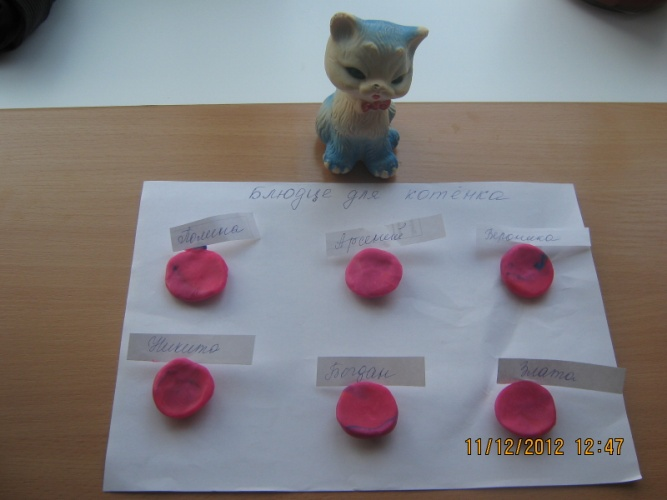 Блюдце для котёнка
Полина
Арсений
Вероника
Никита
Богдан
Злата
11/12/2012 12:47